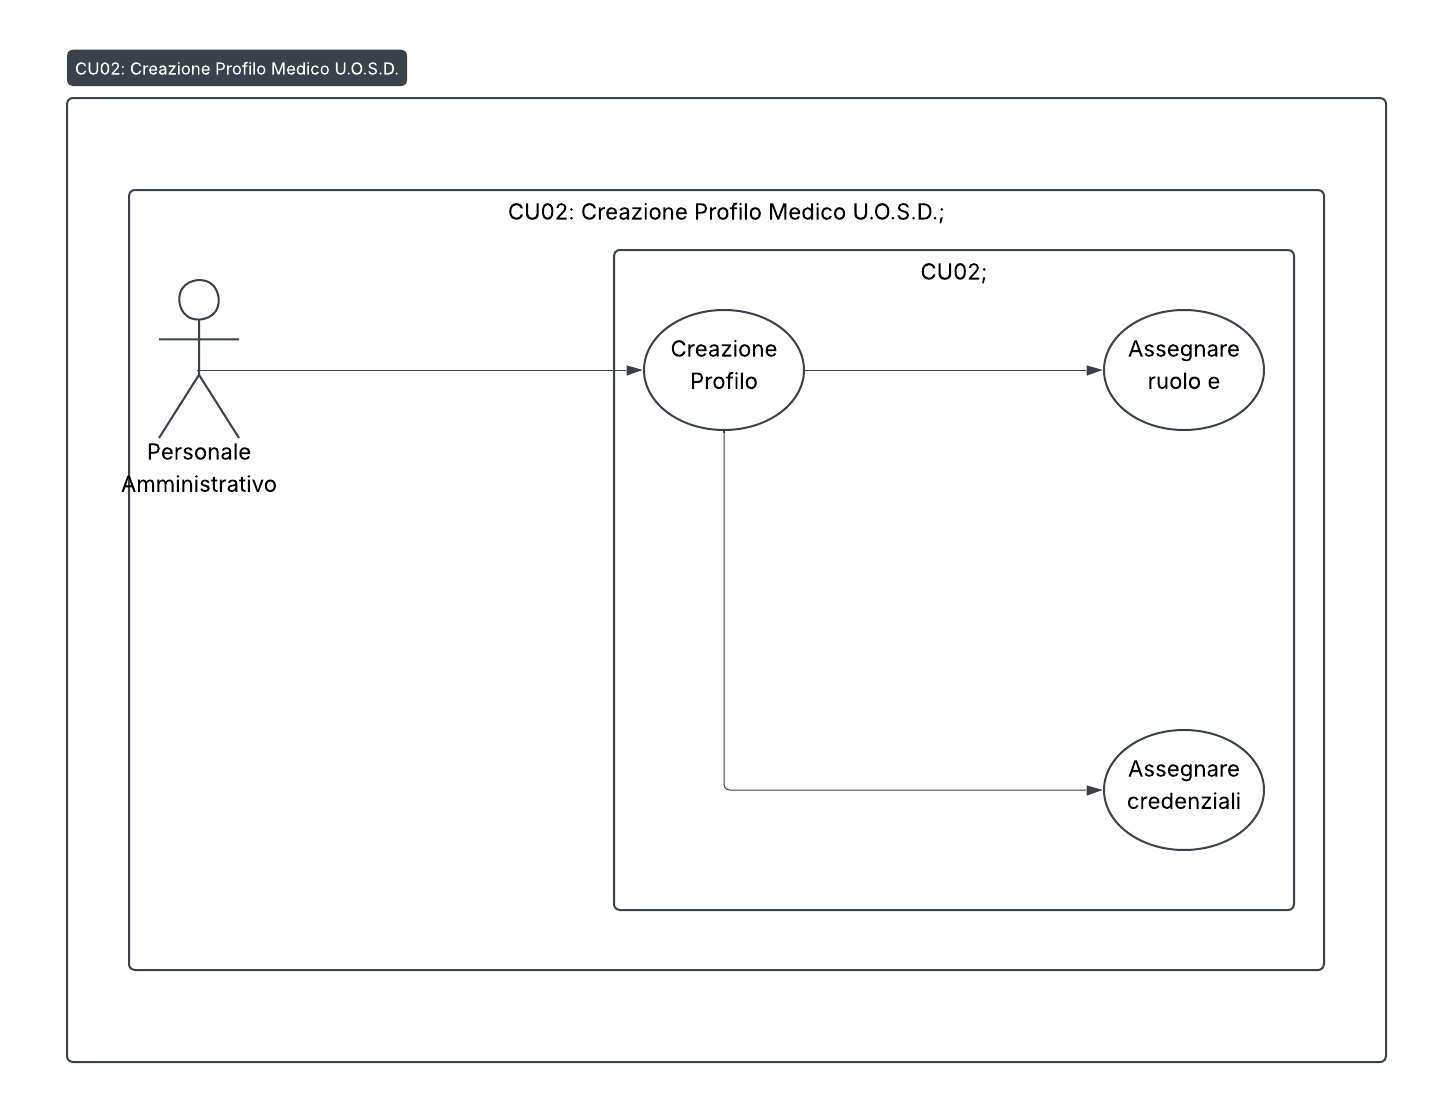 CU02: Creazione Profilo Medico U.O.S.D.
CU02: Creazione Profilo Medico U.O.S.D.;
CU02;
Creazione
Profilo
Assegnare
ruolo e
Personale
Amministrativo
Assegnare
credenziali